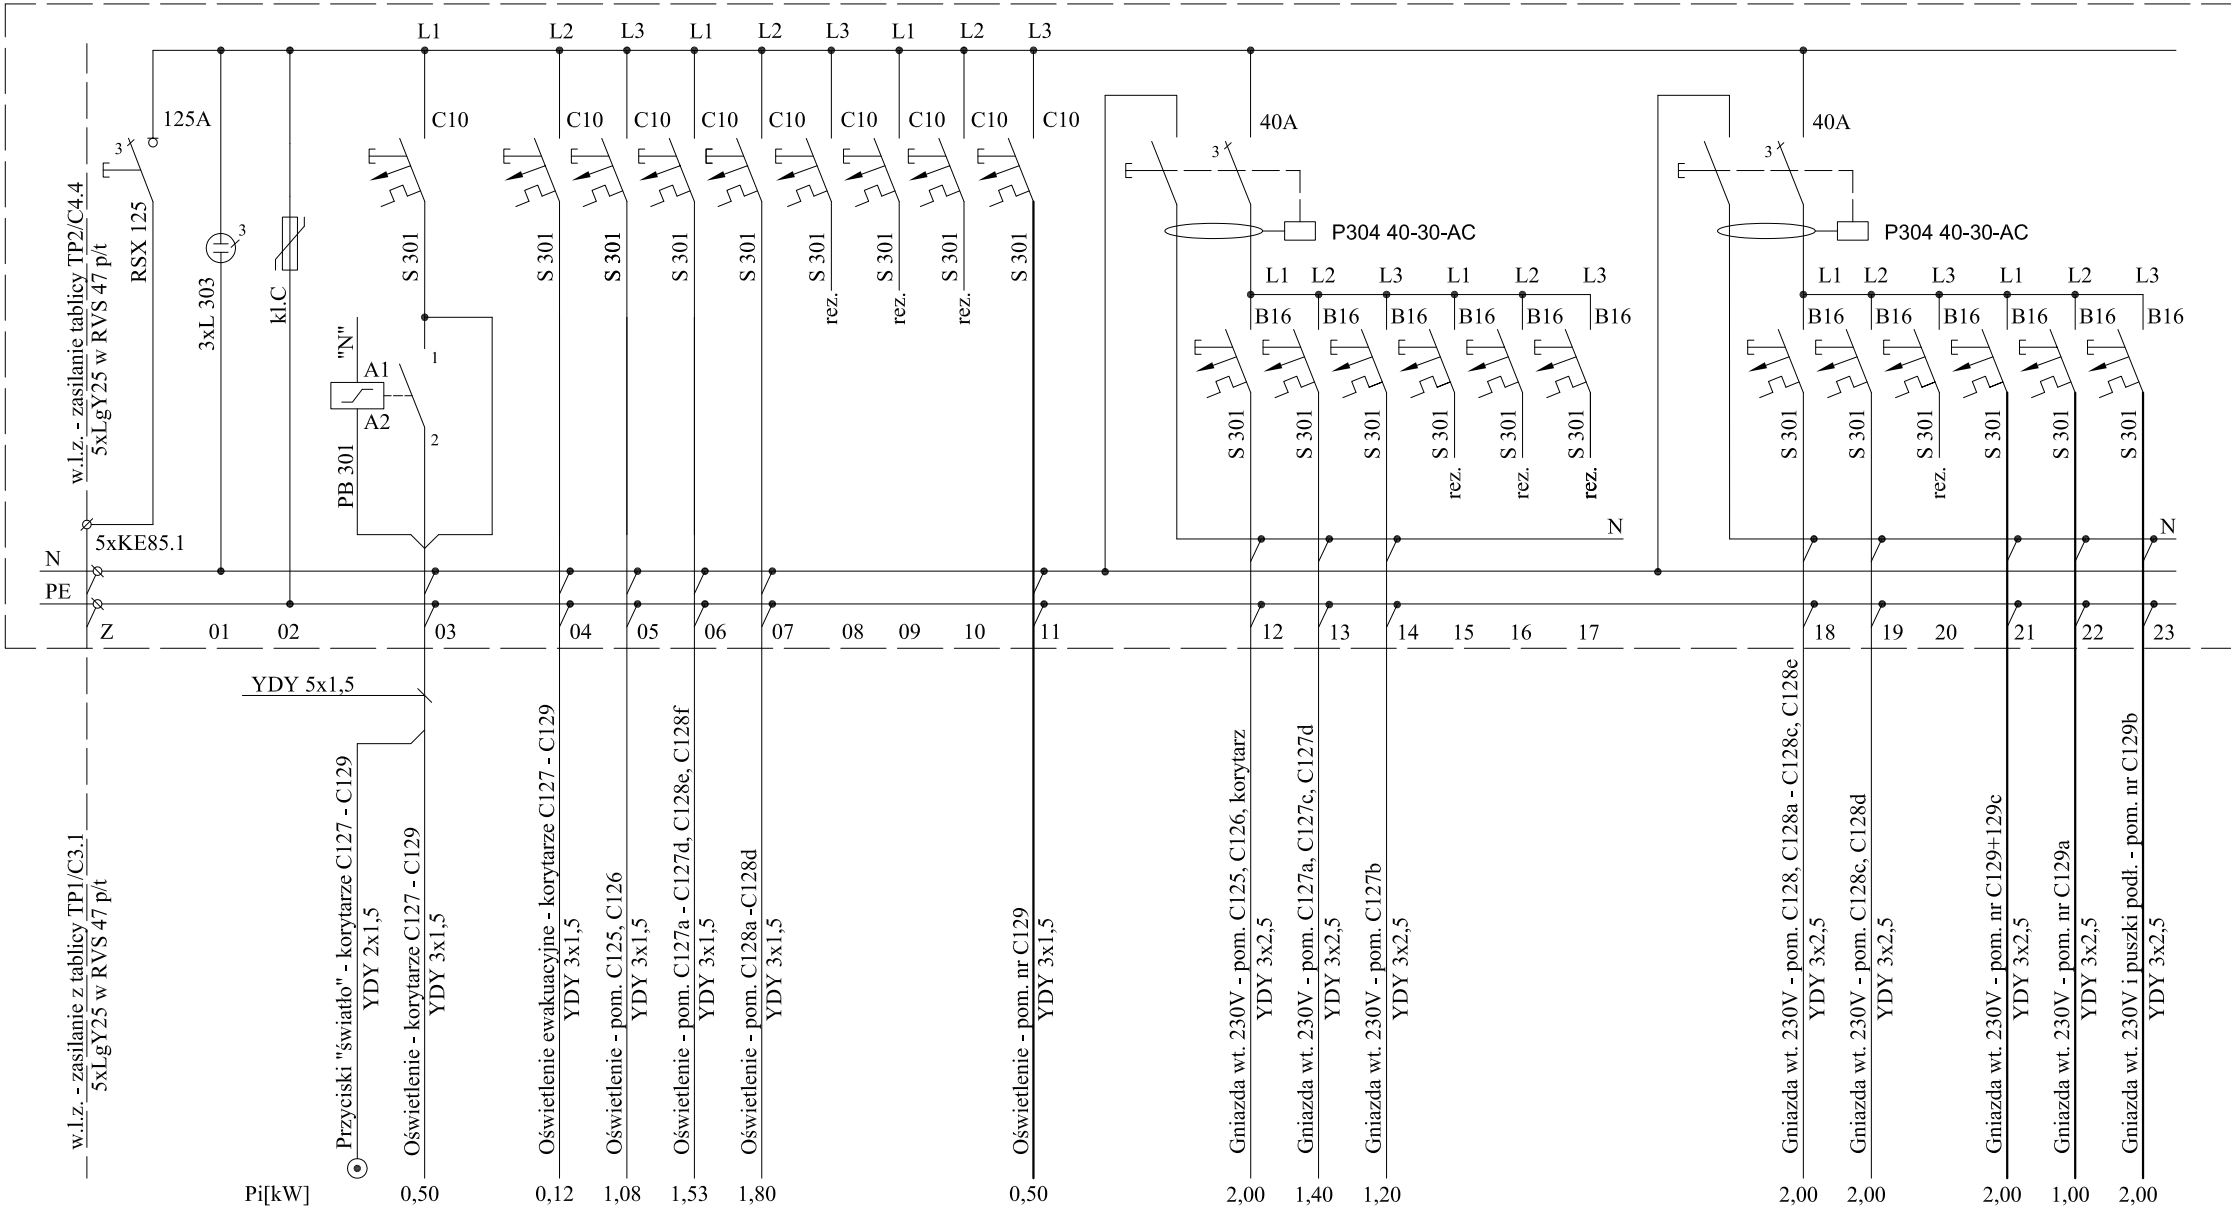 L1 L2 L3 L1 L2 L3 L1 L2 L3
125A C10 C10 C10 C10 C10 C10 C10 C10 C10 40A 40A
3 3 3
3
RSX 125
3xL 303
kl.C
S 301 S 301 S 301 S 301 S 301 S 301 S 301 S 301 S 301
rez. rez. rez.
P304 40-30-AC P304 40-30-AC
L1 L2 L3 L1 L2 L3 L1 L2 L3 L1 L2 L3
B16 B16 B16 B16 B16 B16 B16 B16 B16 B16 B16 B16
"N"
A1
A2
1
2
PB 301
S 301 S 301 S 301 S 301 S 301 S 301 S 301 S 301 S 301 S 301 S 301 S 301
rez. rez. rez. rez.
w.l.z. - zasilanie tablicy TP2/C4.4
5xLgY25 w RVS 47 p/t
5xKE85.1
N N
N
PE
Z 01 02 03 04 05 06 07 08 09 10 11 12 13 14 15 16 17 18 19 20 21 22 23
YDY 5x1,5
w.l.z. - zasilanie z tablicy TP1/C3.1
5xLgY25 w RVS 47 p/t
Przyciski "światło" - korytarze C127 - C129
YDY 2x1,5
Oświetlenie - korytarze C127 - C129
YDY 3x1,5
Oświetlenie ewakuacyjne - korytarze C127 - C129
YDY 3x1,5
Oświetlenie - pom. C125, C126
YDY 3x1,5
Oświetlenie - pom. C127a - C127d, C128e, C128f
YDY 3x1,5
Oświetlenie - pom. C128a -C128d
YDY 3x1,5
Oświetlenie - pom. nr C129
YDY 3x1,5
Gniazda wt. 230V - pom. C125, C126, korytarz
YDY 3x2,5
Gniazda wt. 230V - pom. C127a, C127c, C127d
YDY 3x2,5
Gniazda wt. 230V - pom. C127b
YDY 3x2,5
Gniazda wt. 230V - pom. C128, C128a - C128c, C128e
YDY 3x2,5
Gniazda wt. 230V - pom. C128c, C128d
YDY 3x2,5
Gniazda wt. 230V - pom. nr C129+129c
YDY 3x2,5
Gniazda wt. 230V - pom. nr C129a
YDY 3x2,5
Gniazda wt. 230V i puszki podł. - pom. nr C129b
YDY 3x2,5
Pi[kW] 0,50 0,12 1,08 1,53 1,80 0,50 2,00 1,40 1,20 2,00 2,00 2,00 1,00 2,00